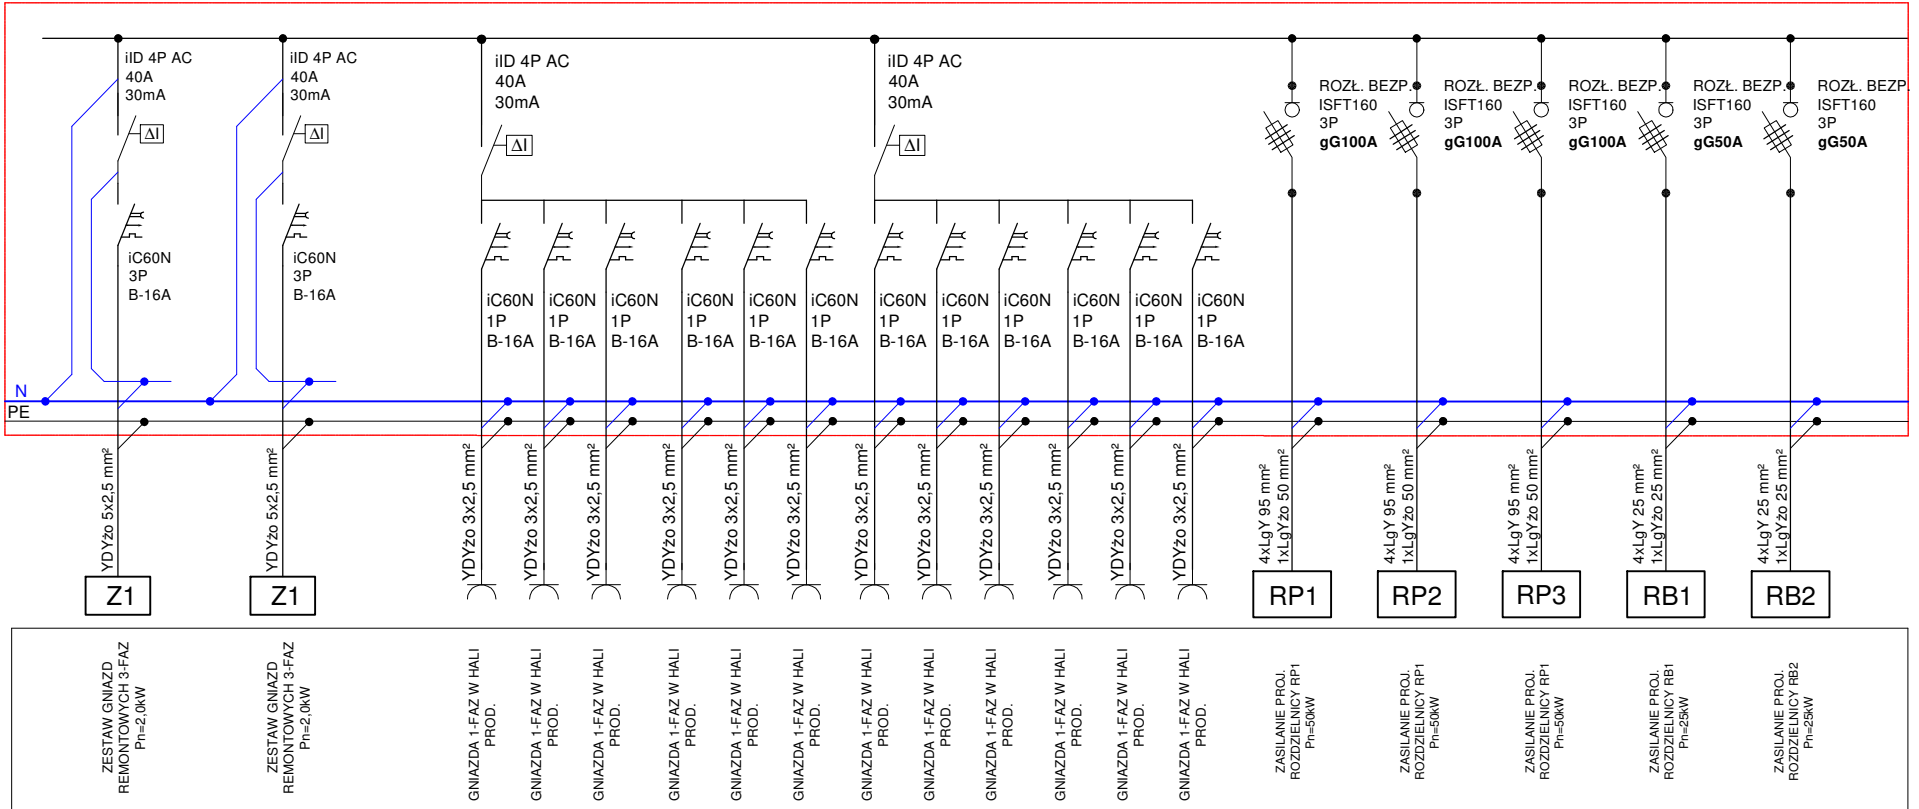 iID 4P AC
40A
30mA
ΔI
iC60N
3P
B-16A
iID 4P AC
40A
30mA
ΔI
iC60N
3P
B-16A
iID 4P AC
40A
30mA
ΔI
iID 4P AC
40A
30mA
ΔI
iC60N
1P
B-16A
iC60N
1P
B-16A
iC60N
1P
B-16A
iC60N
1P
B-16A
iC60N
1P
B-16A
iC60N
1P
B-16A
iC60N
1P
B-16A
iC60N
1P
B-16A
iC60N
1P
B-16A
iC60N
1P
B-16A
iC60N
1P
B-16A
iC60N
1P
B-16A
ROZŁ. BEZP.
ISFT160
3P
gG100A
ROZŁ. BEZP.
ISFT160
3P
gG100A
ROZŁ. BEZP.
ISFT160
3P
gG100A
ROZŁ. BEZP.
ISFT160
3P
gG50A
ROZŁ. BEZP.
ISFT160
3P
gG50A
N
PE
YDYżo 5x2,5 mm²
YDYżo 5x2,5 mm²
YDYżo 3x2,5 mm²
YDYżo 3x2,5 mm²
YDYżo 3x2,5 mm²
YDYżo 3x2,5 mm²
YDYżo 3x2,5 mm²
YDYżo 3x2,5 mm²
YDYżo 3x2,5 mm²
YDYżo 3x2,5 mm²
YDYżo 3x2,5 mm²
YDYżo 3x2,5 mm²
YDYżo 3x2,5 mm²
YDYżo 3x2,5 mm²
4xLgY 95 mm²
1xLgYżo 50 mm²
4xLgY 95 mm²
1xLgYżo 50 mm²
4xLgY 95 mm²
1xLgYżo 50 mm²
4xLgY 25 mm²
1xLgYżo 25 mm²
4xLgY 25 mm²
1xLgYżo 25 mm²
Z1
Z1
RP1
RP2
RP3
RB1
RB2
ZESTAW GNIAZD
REMONTOWYCH 3-FAZ
Pn=2,0kW
ZESTAW GNIAZD
REMONTOWYCH 3-FAZ
Pn=2,0kW
GNIAZDA 1-FAZ W HALI
PROD.
GNIAZDA 1-FAZ W HALI
PROD.
GNIAZDA 1-FAZ W HALI
PROD.
GNIAZDA 1-FAZ W HALI
PROD.
GNIAZDA 1-FAZ W HALI
PROD.
GNIAZDA 1-FAZ W HALI
PROD.
GNIAZDA 1-FAZ W HALI
PROD.
GNIAZDA 1-FAZ W HALI
PROD.
GNIAZDA 1-FAZ W HALI
PROD.
GNIAZDA 1-FAZ W HALI
PROD.
GNIAZDA 1-FAZ W HALI
PROD.
GNIAZDA 1-FAZ W HALI
PROD.
ZASILANIE PROJ.
ROZDZIELNICY RP1
Pn=50kW
ZASILANIE PROJ.
ROZDZIELNICY RP1
Pn=50kW
ZASILANIE PROJ.
ROZDZIELNICY RP1
Pn=50kW
ZASILANIE PROJ.
ROZDZIELNICY RB1
Pn=25kW
ZASILANIE PROJ.
ROZDZIELNICY RB2
Pn=25kW